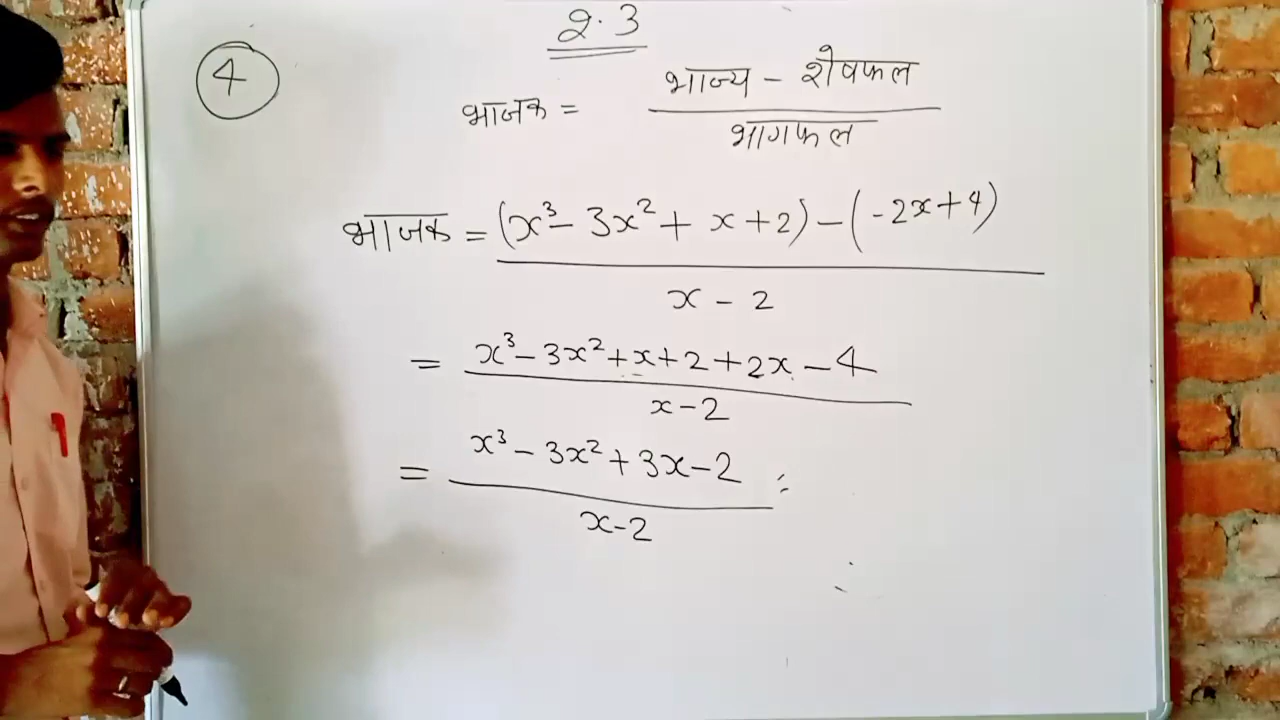 2.3
4
भाजक = भाज्य - शेषफल / भागफल
भाजक = (x³ - 3x² + x + 2) - (-2x + 4) / x - 2
= x³ - 3x² + x + 2 + 2x - 4 / x - 2
= x³ - 3x² + 3x - 2 / x - 2